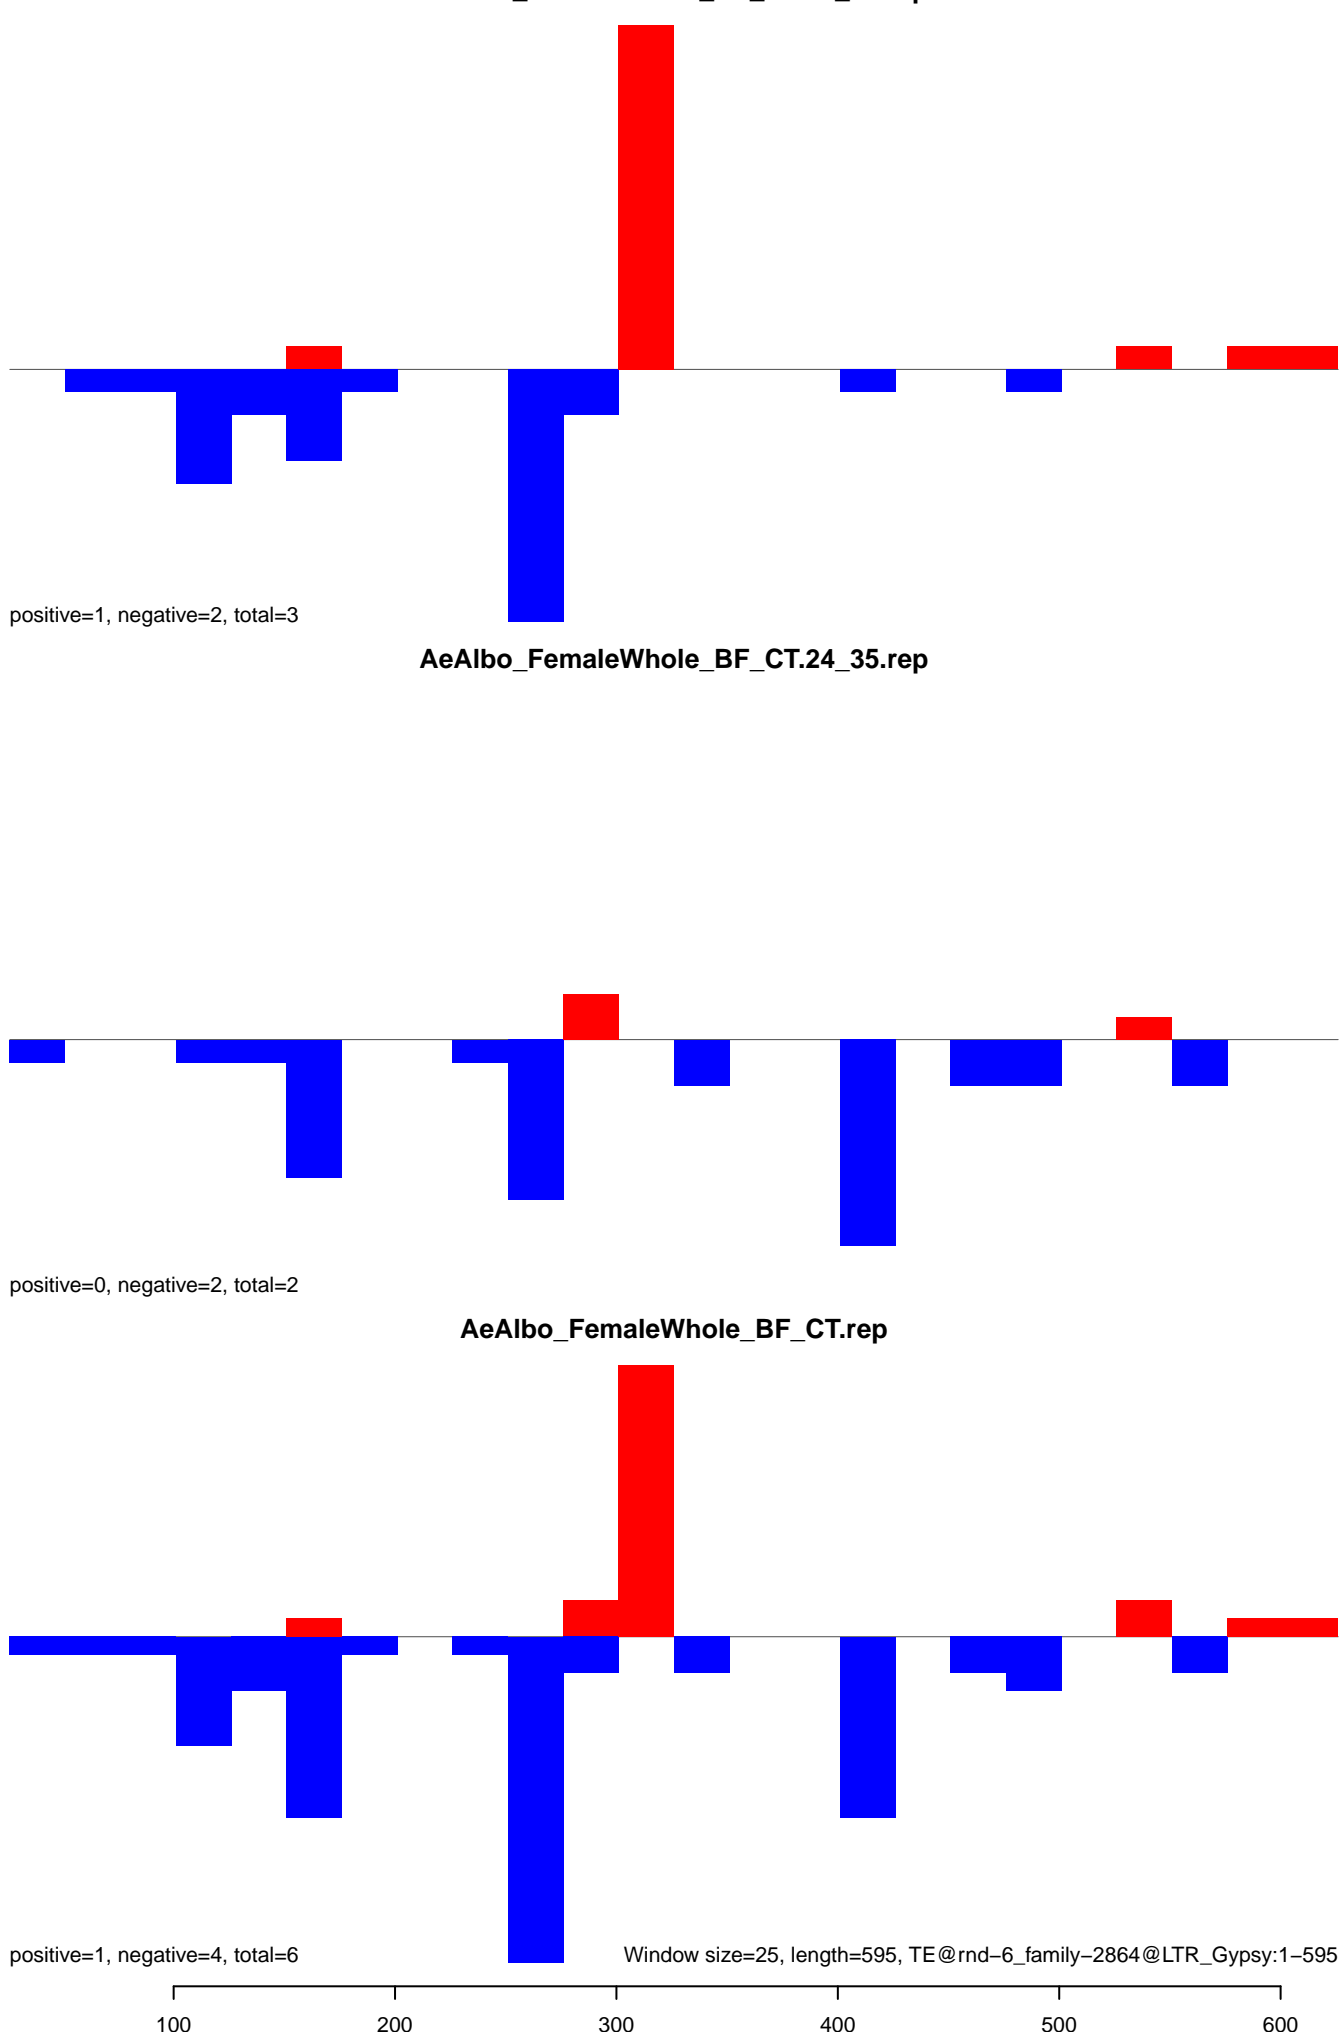 positive=1, negative=2, total=3
AeAlbo_FemaleWhole_BF_CT.24_35.rep
positive=0, negative=2, total=2
AeAlbo_FemaleWhole_BF_CT.rep
positive=1, negative=4, total=6
Window size=25, length=595, TE@rnd−6_family−2864@LTR_Gypsy:1−595
100 200 300 400 500 600